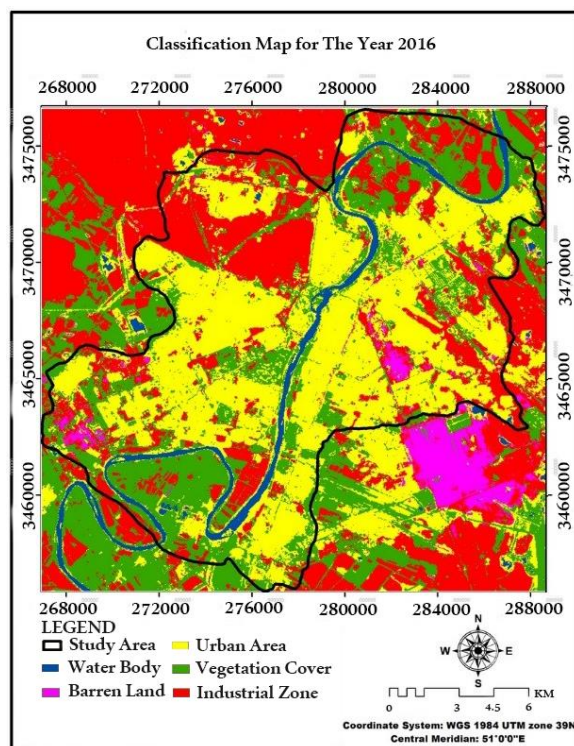 Classification Map for The Year 2016
268000 272000 276000 280000 284000 288000
3475000 3475000
3470000 3470000
3465000 3465000
3460000 3460000
268000 272000 276000 280000 284000 288000
LEGEND
Study Area Urban Area
Water Body Vegetation Cover
Barren Land Industrial Zone
N
W E
S
0 3 4.5 6 KM
Coordinate System: WGS 1984 UTM zone 39N
Central Meridian: 51°0'0"E